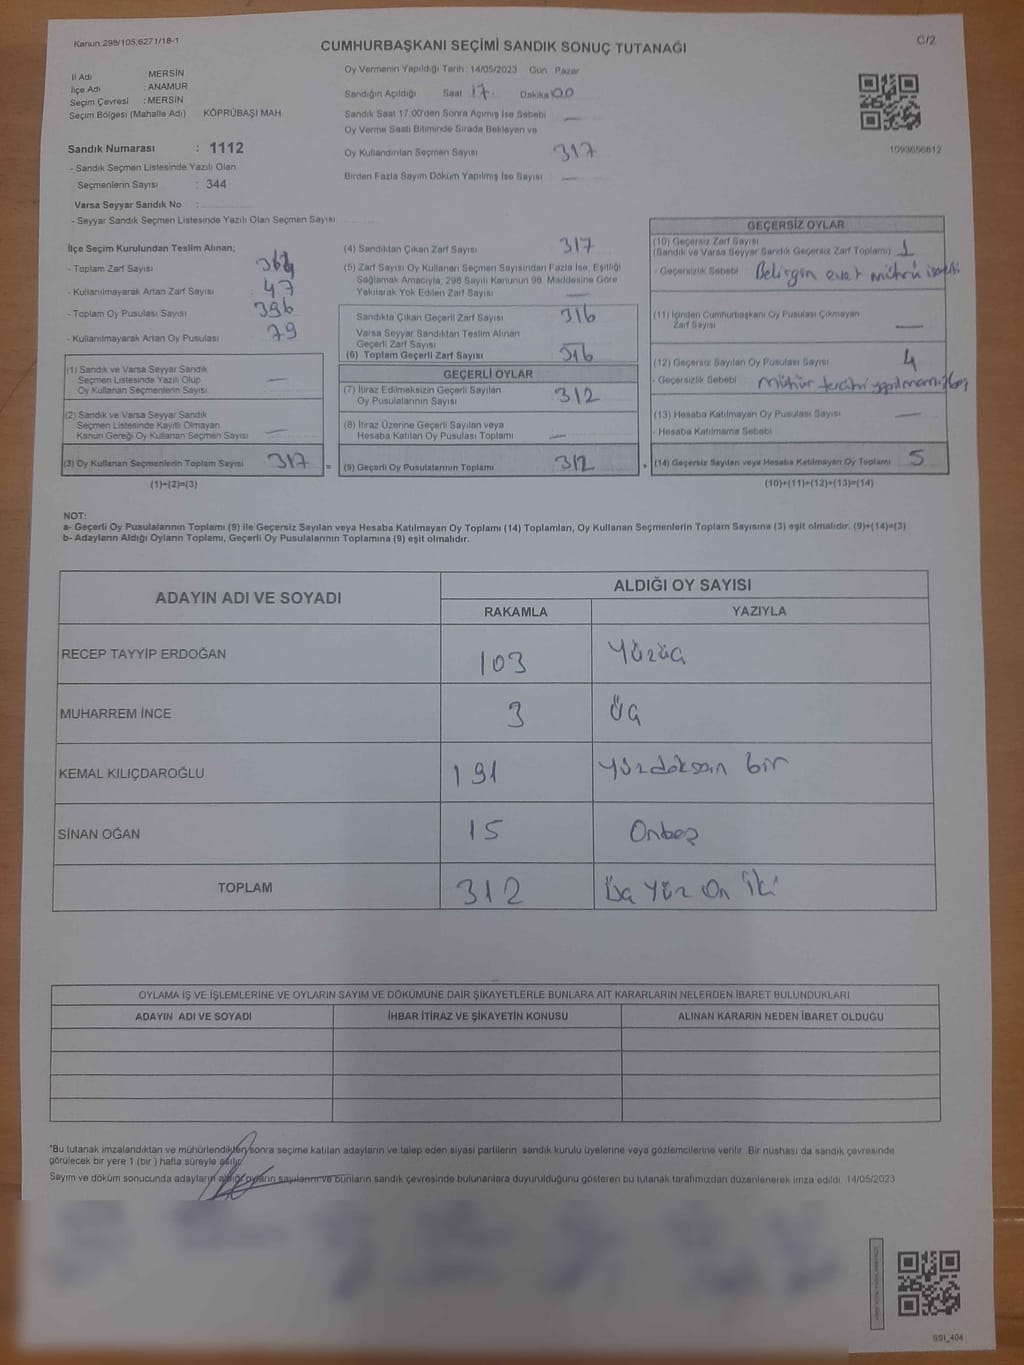 Kanun:298/105,6271/18-1
C/2
CUMHURBAŞKANI SEÇİMİ SANDIK SONUÇ TUTANAĞI
İl Adı : MERSİN
İlçe Adı : ANAMUR
Seçim Çevresi : MERSİN
Seçim Bölgesi (Mahalle Adı) KÖPRÜBAŞI MAH
Sandık Numarası : 1112
- Sandık Seçmen Listesinde Yazılı Olan
Seçmenlerin Sayısı : 344
Varsa Seyyar Sandık No :
- Seyyar Sandık Seçmen Listesinde Yazılı Olan Seçmen Sayısı
Oy Vermenin Yapıldığı Tarih : 14/05/2023 Gün : Pazar
Sandığın Açıldığı Saat 17 Dakika 00
Sandık Saat 17.00'den Sonra Açımış İse Sebebi —
Oy Verme Saati Bitiminde Sırada Bekleyen ve
Oy Kullandırılan Seçmen Sayısı 317
Birden Fazla Sayım Döküm Yapılmış İse Sayısı —
1093656612
İlçe Seçim Kurulundan Teslim Alınan;
- Toplam Zarf Sayısı
- Kullanılmayarak Artan Zarf Sayısı 47
- Toplam Oy Pusulası Sayısı 396
- Kullanılmayarak Artan Oy Pusulası 79
(1) Sandık ve Varsa Seyyar Sandık
Seçmen Listesinde Yazılı Olup
Oy Kullanan Seçmenlerin Sayısı —
(2) Sandık ve Varsa Seyyar Sandık
Seçmen Listesinde Kayıtlı Olmayan
Kanun Gereği Oy Kullanan Seçmen Sayısı —
(3) Oy Kullanan Seçmenlerin Toplam Sayısı 317
(1)+(2)=(3)
(4) Sandıktan Çıkan Zarf Sayısı 317
(5) Zarf Sayısı Oy Kullanan Seçmen Sayısından Fazla İse, Eşitliği
Sağlamak Amacıyla, 298 Sayılı Kanunun 98. Maddesine Göre
Yakılarak Yok Edilen Zarf Sayısı —
Sandıkta Çıkan Geçerli Zarf Sayısı 316
Varsa Seyyar Sandıktan Teslim Alınan
Geçerli Zarf Sayısı —
(6) Toplam Geçerli Zarf Sayısı 316
GEÇERLİ OYLAR
(7) İtiraz Edilmeksizin Geçerli Sayılan
Oy Pusulalarının Sayısı 312
(8) İtiraz Üzerine Geçerli Sayılan veya
Hesaba Katılan Oy Pusulası Toplamı —
= (9) Geçerli Oy Pusulalarının Toplamı 312 +
GEÇERSİZ OYLAR
(10) Geçersiz Zarf Sayısı
(Sandık ve Varsa Seyyar Sandık Geçersiz Zarf Toplamı) 1
- Geçersizlik Sebebi Belirgin evet mührü
(11) İçinden Cumhurbaşkanı Oy Pusulası Çıkmayan
Zarf Sayısı —
(12) Geçersiz Sayılan Oy Pusulası Sayısı 4
- Geçersizlik Sebebi : mühür tercihi
(13) Hesaba Katılmayan Oy Pusulası Sayısı —
- Hesaba Katılmama Sebebi
(14) Geçersiz Sayılan veya Hesaba Katılmayan Oy Toplamı 5
(10)+(11)+(12)+(13)=(14)
NOT:
a- Geçerli Oy Pusulalarının Toplamı (9) ile Geçersiz Sayılan veya Hesaba Katılmayan Oy Toplamı (14) Toplamları, Oy Kullanan Seçmenlerin Toplam Sayısına (3) eşit olmalıdır. (9)+(14)=(3)
b- Adayların Aldığı Oyların Toplamı, Geçerli Oy Pusulalarının Toplamına (9) eşit olmalıdır.
ADAYIN ADI VE SOYADI ALDIĞI OY SAYISI
RAKAMLA YAZIYLA
RECEP TAYYİP ERDOĞAN 103 Yüzüç
MUHARREM İNCE 3 Üç
KEMAL KILIÇDAROĞLU 191 Yüzdoksan bir
SİNAN OĞAN 15 Onbeş
TOPLAM 312 Üç Yüz On İki
OYLAMA İŞ VE İŞLEMLERİNE VE OYLARIN SAYIM VE DÖKÜMÜNE DAİR ŞİKAYETLERLE BUNLARA AİT KARARLARIN NELERDEN İBARET BULUNDUKLARI
ADAYIN ADI VE SOYADI İHBAR İTİRAZ VE ŞİKAYETİN KONUSU ALINAN KARARIN NEDEN İBARET OLDUĞU
*Bu tutanak imzalandıktan ve mühürlendikten sonra seçime katılan adayların ve talep eden siyasi partilerin sandık kurulu üyelerine veya gözlemcilerine verilir .Bir nüshası da sandık çevresinde
görülecek bir yere 1 (bir ) hafta süreyle asılır.
Sayım ve döküm sonucunda adayların aldığı oyların sayılarını ve bunların sandık çevresinde bulunanlara duyurulduğunu gösteren bu tutanak tarafımızdan düzenlenerek imza edildi. 14/05/2023
SSI_404